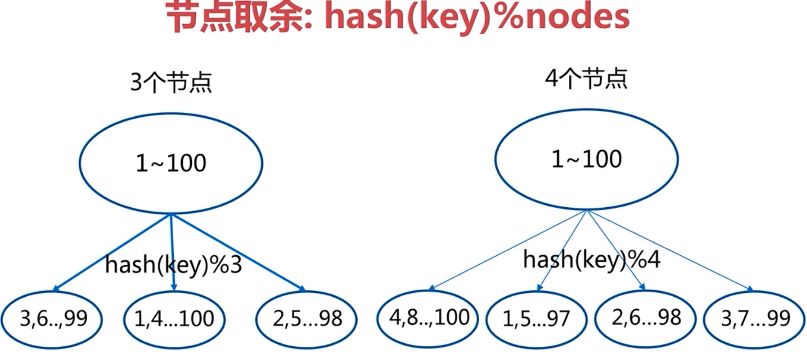 节点取余: hash(key)%nodes
3个节点
4个节点
1~100
1~100
hash(key)%3
hash(key)%4
3,6..,99
1,4...100
2,5...98
4,8..,100
1,5...97
2,6...98
3,7...99